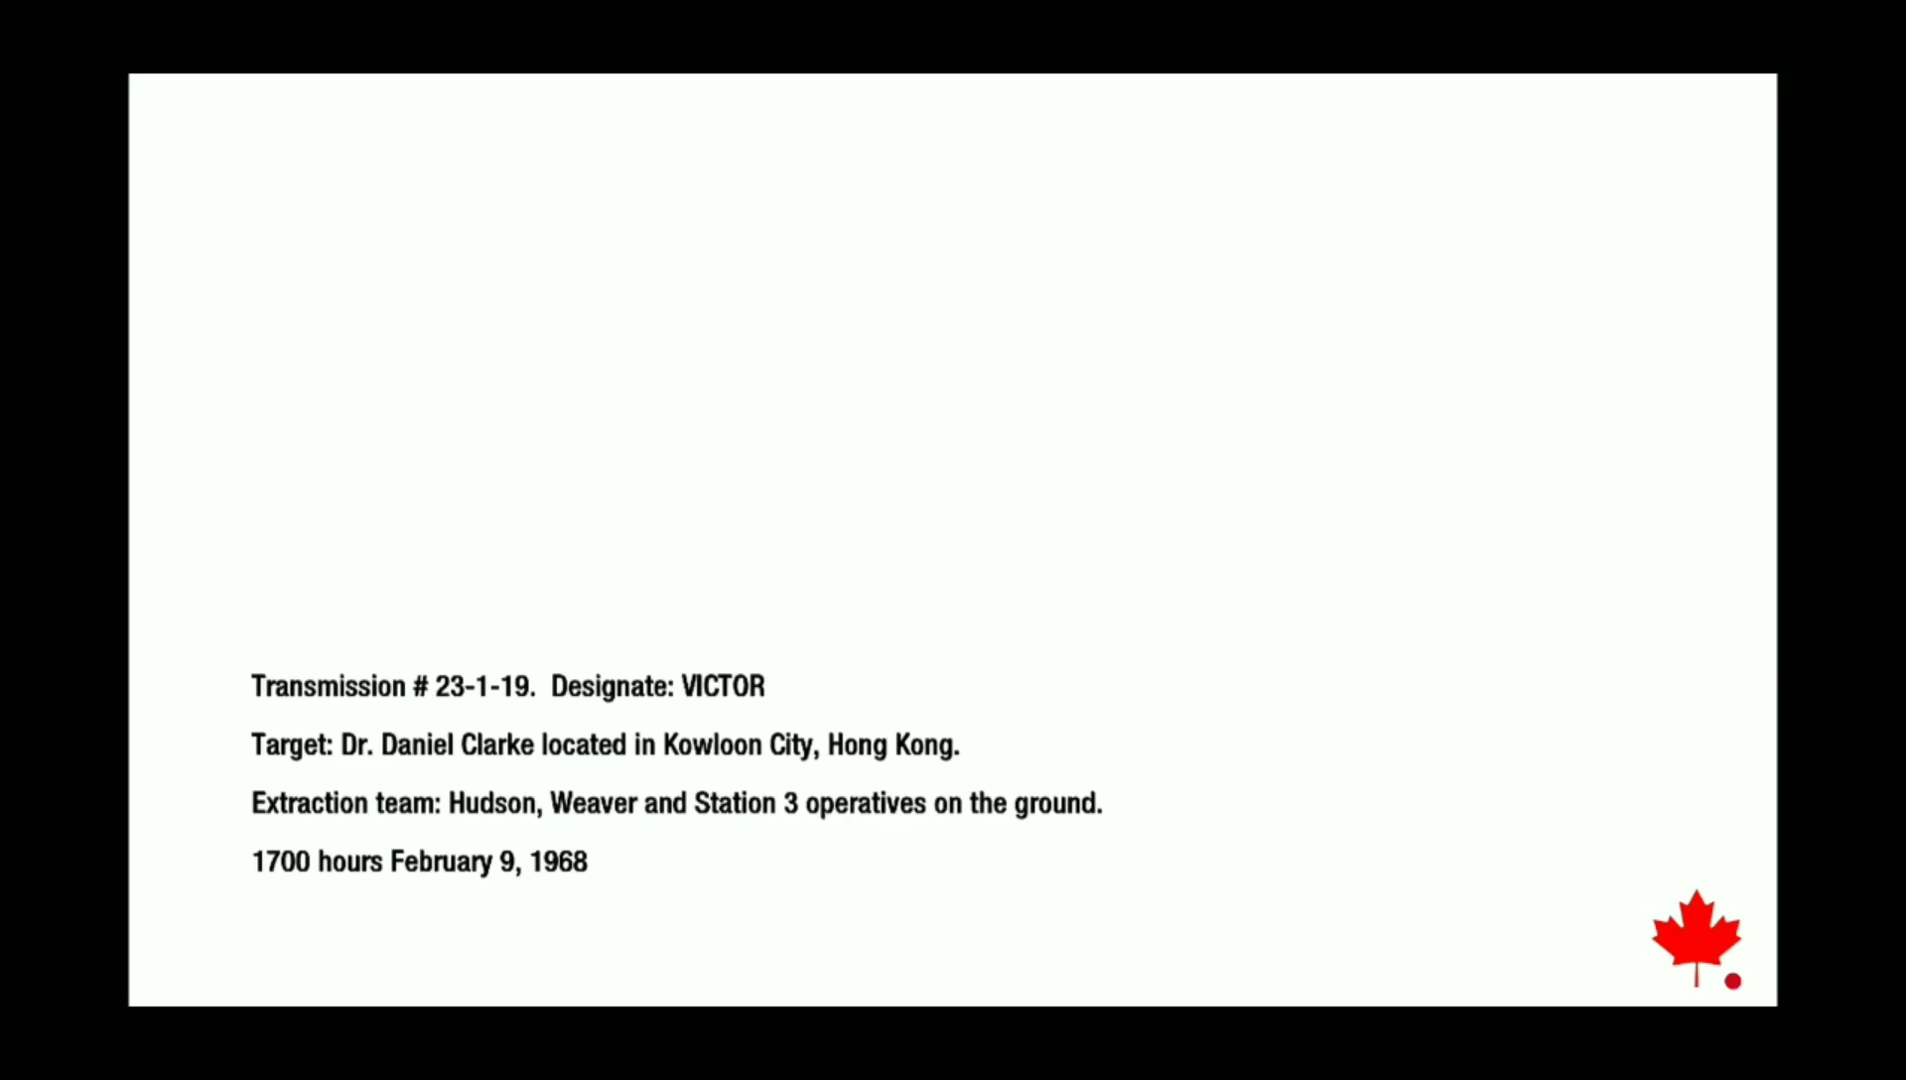 Transmission # 23-1-19.  Designate: VICTOR
Target: Dr. Daniel Clarke located in Kowloon City, Hong Kong.
Extraction team: Hudson, Weaver and Station 3 operatives on the ground.
1700 hours February 9, 1968